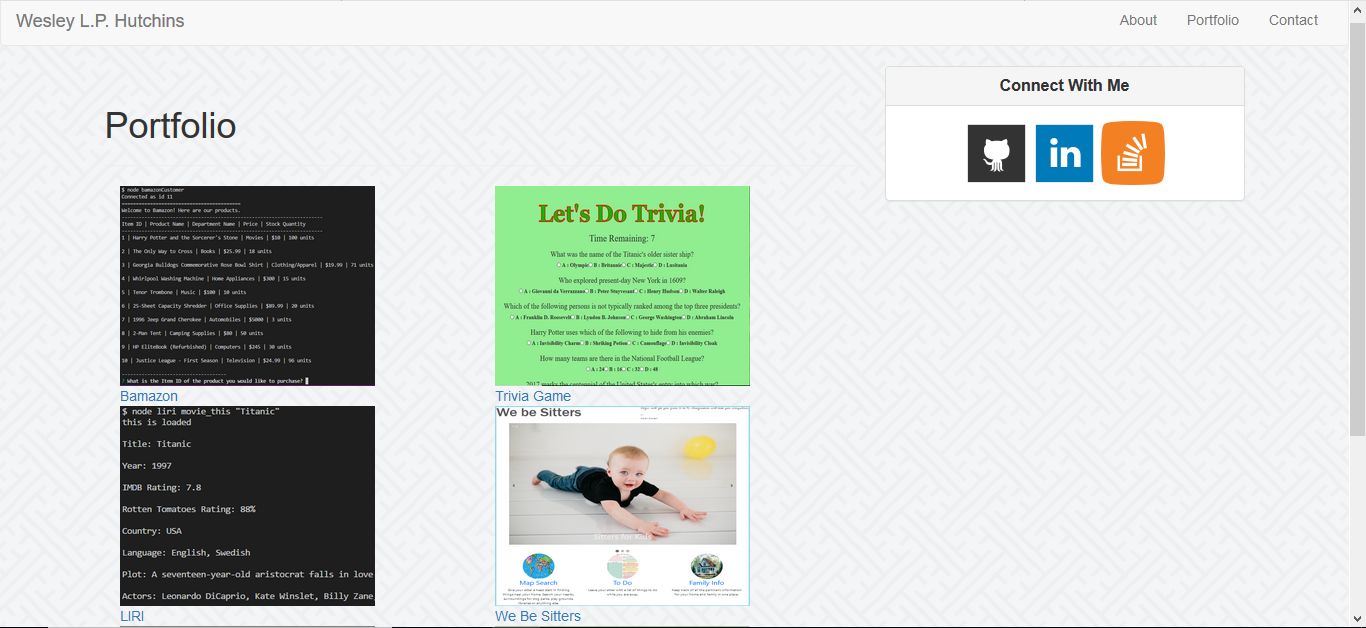 Wesley L.P. Hutchins
About Portfolio Contact
Connect With Me
in
Portfolio
$ node bamazonCustomer
Connected as id 11
Welcome to Bamazon! Here are our products.
Item ID | Product Name | Department Name | Price | Stock Quantity
1 | Harry Potter and the Sorcerer's Stone | Movies | $10 | 100 units
2 | The Only Way to Cross | Books | $25.99 | 18 units
3 | Georgia Bulldogs Commemorative Rose Bowl Shirt | Clothing/Apparel | $19.99 | 71 units
4 | Whirlpool Washing Machine | Home Appliances | $300 | 15 units
5 | Tenor Trombone | Music | $100 | 10 units
6 | 25-Sheet Capacity Shredder | Office Supplies | $89.99 | 20 units
7 | 1996 Jeep Grand Cherokee | Automobiles | $5000 | 3 units
8 | 2-Man Tent | Camping Supplies | $80 | 50 units
9 | HP EliteBook (Refurbished) | Computers | $245 | 30 units
10 | Justice League - First Season | Television | $24.99 | 96 units
? What is the Item ID of the product you would like to purchase?
Bamazon
Let's Do Trivia!
Time Remaining: 7
What was the name of the Titanic's older sister ship?
A : Olympic B : Britannic C : Majestic D : Lusitania
Who explored present-day New York in 1609?
A : Giovanni da Verrazzano B : Peter Stuyvesant C : Henry Hudson D : Walter Raleigh
Which of the following persons is not typically ranked among the top three presidents?
A : Franklin D. Roosevelt B : Lyndon B. Johnson C : George Washington D : Abraham Lincoln
Harry Potter uses which of the following to hide from his enemies?
A : Invisibility Charm B : Shriking Potion C : Camouflage D : Invisibility Cloak
How many teams are there in the National Football League?
A : 24 B : 16 C : 32 D : 48
2017 marks the centennial of the United States's entry into which war?
Trivia Game
$ node liri movie_this "Titanic"
this is loaded
Title: Titanic
Year: 1997
IMDB Rating: 7.8
Rotten Tomatoes Rating: 88%
Country: USA
Language: English, Swedish
Plot: A seventeen-year-old aristocrat falls in love
Actors: Leonardo DiCaprio, Kate Winslet, Billy Zane
LIRI
We be Sitters
Sitters for Kids
Map Search To Do Family Info
We Be Sitters